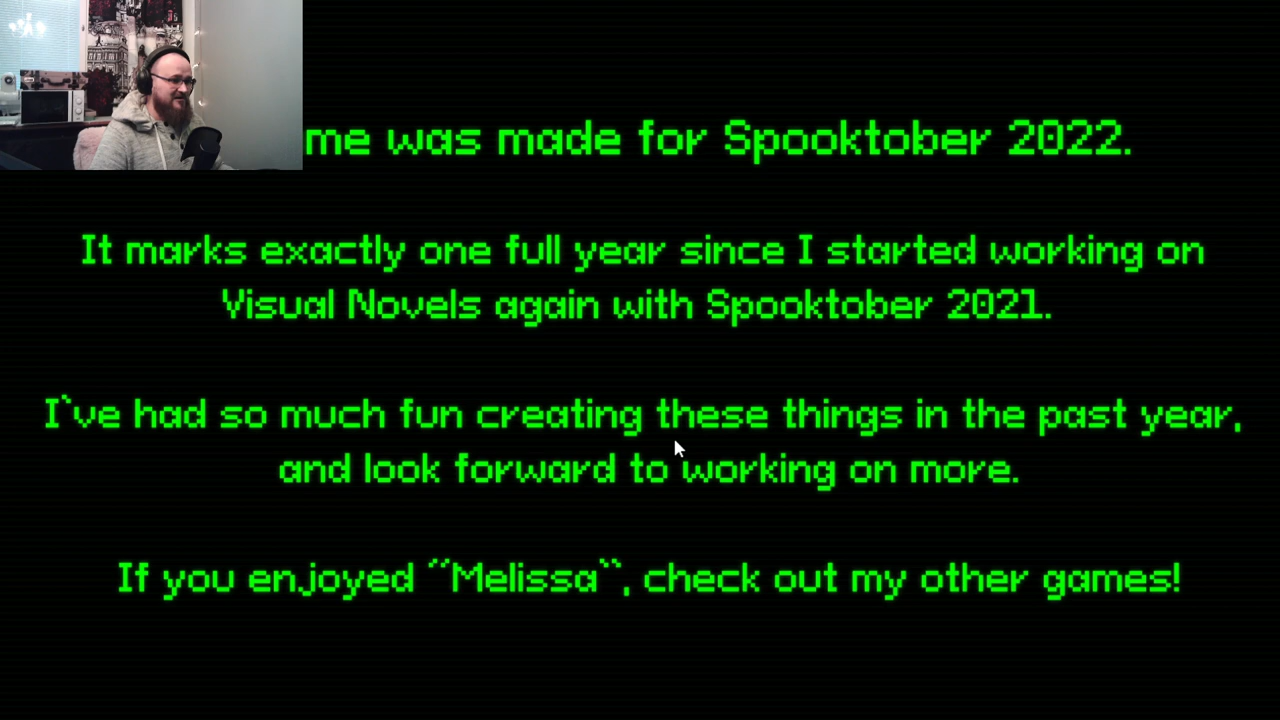 me was made for Spooktober 2022.
It marks exactly one full year since I started working on
Visual Novels again with Spooktober 2021.
I`ve had so much fun creating these things in the past year,
and look forward to working on more.
If you enjoyed ´´Melissa``, check out my other games!